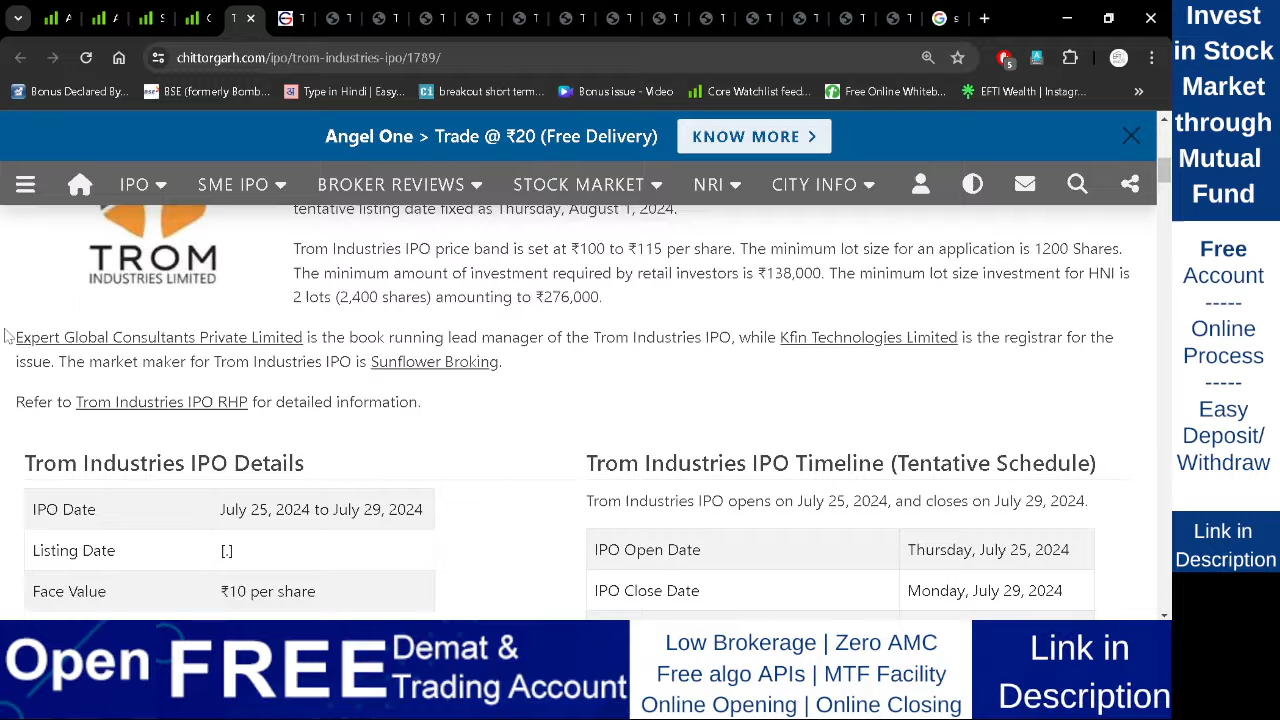 chittorgarh.com/ipo/trom-industries-ipo/1789/
5
Bonus Declared By...
BSE (formerly Bomb...
Type in Hindi | Easy...
breakout short term...
Bonus issue - Video
Core Watchlist feed...
Free Online Whiteb...
EFTI Wealth | Instagr...
»
Angel One > Trade @ ₹20 (Free Delivery)
KNOW MORE >
IPO
SME IPO
BROKER REVIEWS
STOCK MARKET
NRI
CITY INFO
tentative listing date fixed as Thursday, August 1, 2024.
TROM
INDUSTRIES LIMITED
Trom Industries IPO price band is set at ₹100 to ₹115 per share. The minimum lot size for an application is 1200 Shares.
The minimum amount of investment required by retail investors is ₹138,000. The minimum lot size investment for HNI is
2 lots (2,400 shares) amounting to ₹276,000.
Expert Global Consultants Private Limited is the book running lead manager of the Trom Industries IPO, while Kfin Technologies Limited is the registrar for the
issue. The market maker for Trom Industries IPO is Sunflower Broking.
Refer to Trom Industries IPO RHP for detailed information.
Trom Industries IPO Details
IPO Date July 25, 2024 to July 29, 2024
Listing Date [.]
Face Value ₹10 per share
Trom Industries IPO Timeline (Tentative Schedule)
Trom Industries IPO opens on July 25, 2024, and closes on July 29, 2024.
IPO Open Date Thursday, July 25, 2024
IPO Close Date Monday, July 29, 2024
Invest
in Stock
Market
through
Mutual
Fund
Free
Account
-----
Online
Process
-----
Easy
Deposit/
Withdraw
Link in
Description
Open FREE Demat &
Trading Account
Low Brokerage | Zero AMC
Free algo APIs | MTF Facility
Online Opening | Online Closing
Link in
Description